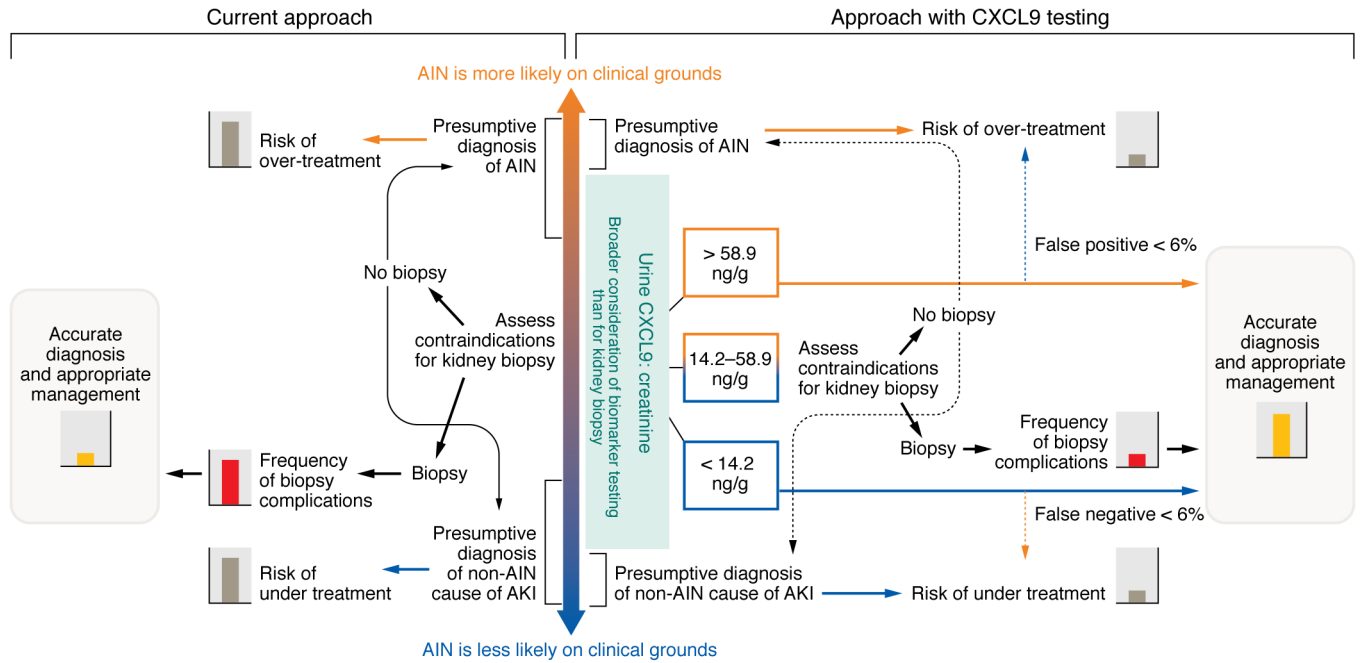 Current approach
Approach with CXCL9 testing
AIN is more likely on clinical grounds
Risk of
over-treatment
Presumptive
diagnosis
of AIN
No biopsy
Assess
contraindications
for kidney biopsy
Accurate
diagnosis
and appropriate
management
Biopsy
Frequency
of biopsy
complications
Presumptive
diagnosis
of non-AIN
cause of AKI
Risk of
under treatment
Presumptive
diagnosis of AIN
Risk of over-treatment
Urine CXCL9: creatinine
Broader consideration of biomarker testing
than for kidney biopsy
> 58.9
ng/g
False positive < 6%
14.2–58.9
ng/g
No biopsy
Assess
contraindications
for kidney biopsy
Biopsy
Frequency
of biopsy
complications
Accurate
diagnosis
and appropriate
management
< 14.2
ng/g
False negative < 6%
Presumptive diagnosis
of non-AIN cause of AKI
Risk of under treatment
AIN is less likely on clinical grounds